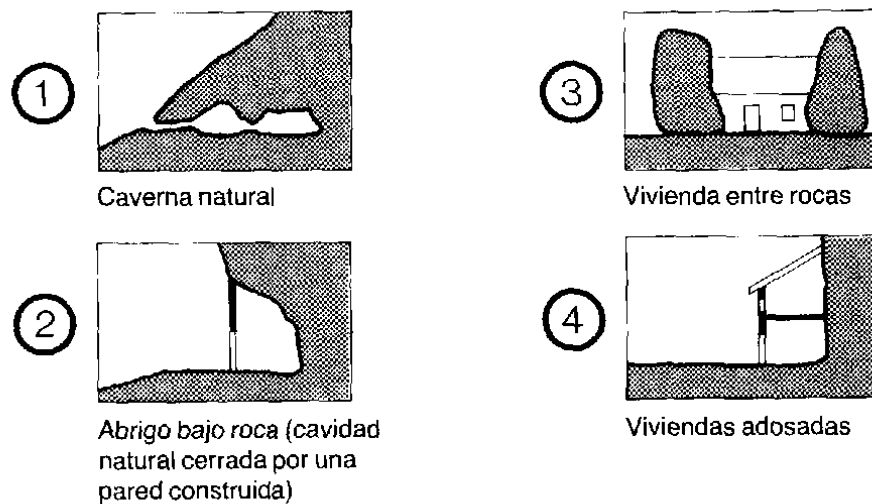 1
Caverna natural
2
Abrigo bajo roca (cavidad
natural cerrada por una
pared construida)
3
Vivienda entre rocas
4
Viviendas adosadas